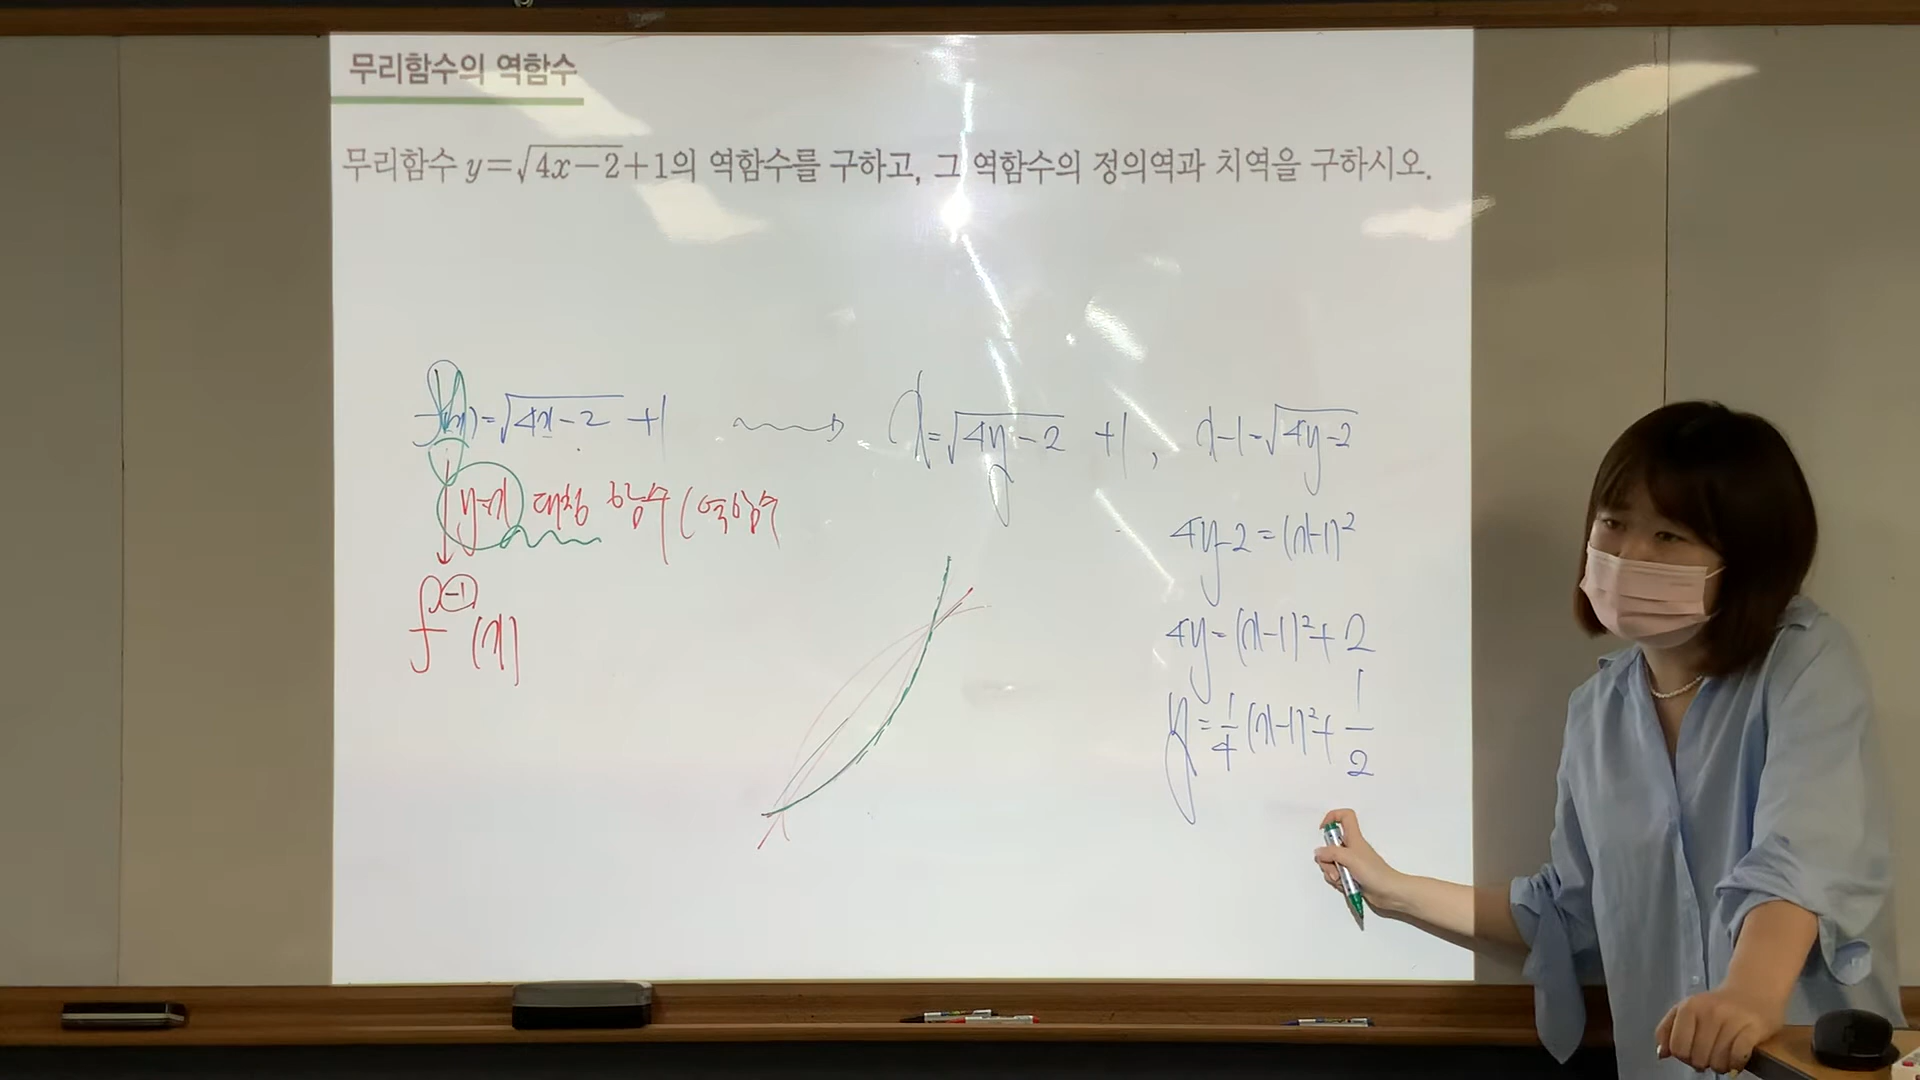 무리함수의 역함수
무리함수 y=√4x-2+1의 역함수를 구하고, 그 역함수의 정의역과 치역을 구하시오.
f(x)=√4x-2 +1
x=√4y-2 +1, x-1=√4y-2
y=x 대칭 함수 (역함수
4y-2=(x-1)²
f⁻¹(x)
4y=(x-1)²+2
y=1/4(x-1)²+1/2